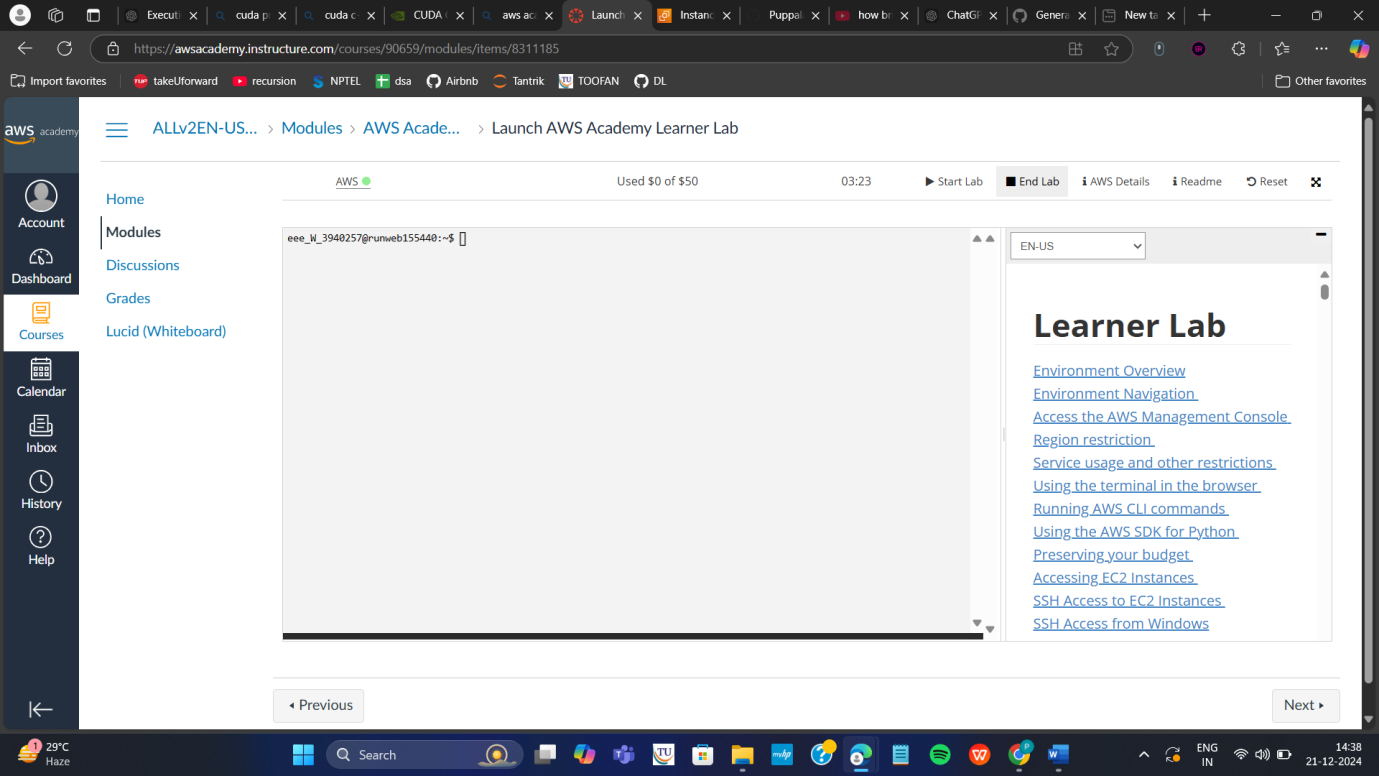 Executi
cuda p
cuda c
CUDA
aws aca
Launch
Instanc
Puppal
how bri
ChatGP
Genera
New ta
https://awsacademy.instructure.com/courses/90659/modules/items/8311185
Import favorites
takeUforward
recursion
NPTEL
dsa
Airbnb
Tantrik
TOOFAN
DL
Other favorites
aws academy
ALLv2EN-US... > Modules > AWS Acade... > Launch AWS Academy Learner Lab
Account
Dashboard
Courses
Calendar
Inbox
History
Help
Home
Modules
Discussions
Grades
Lucid (Whiteboard)
AWS
Used $0 of $50
03:23
Start Lab
End Lab
AWS Details
Readme
Reset
eee_W_3940257@runweb155440:~$
EN-US
Learner Lab
Environment Overview
Environment Navigation
Access the AWS Management Console
Region restriction
Service usage and other restrictions
Using the terminal in the browser
Running AWS CLI commands
Using the AWS SDK for Python
Preserving your budget
Accessing EC2 Instances
SSH Access to EC2 Instances
SSH Access from Windows
Previous
Next
1
29°C
Haze
Search
ENG
IN
14:38
21-12-2024